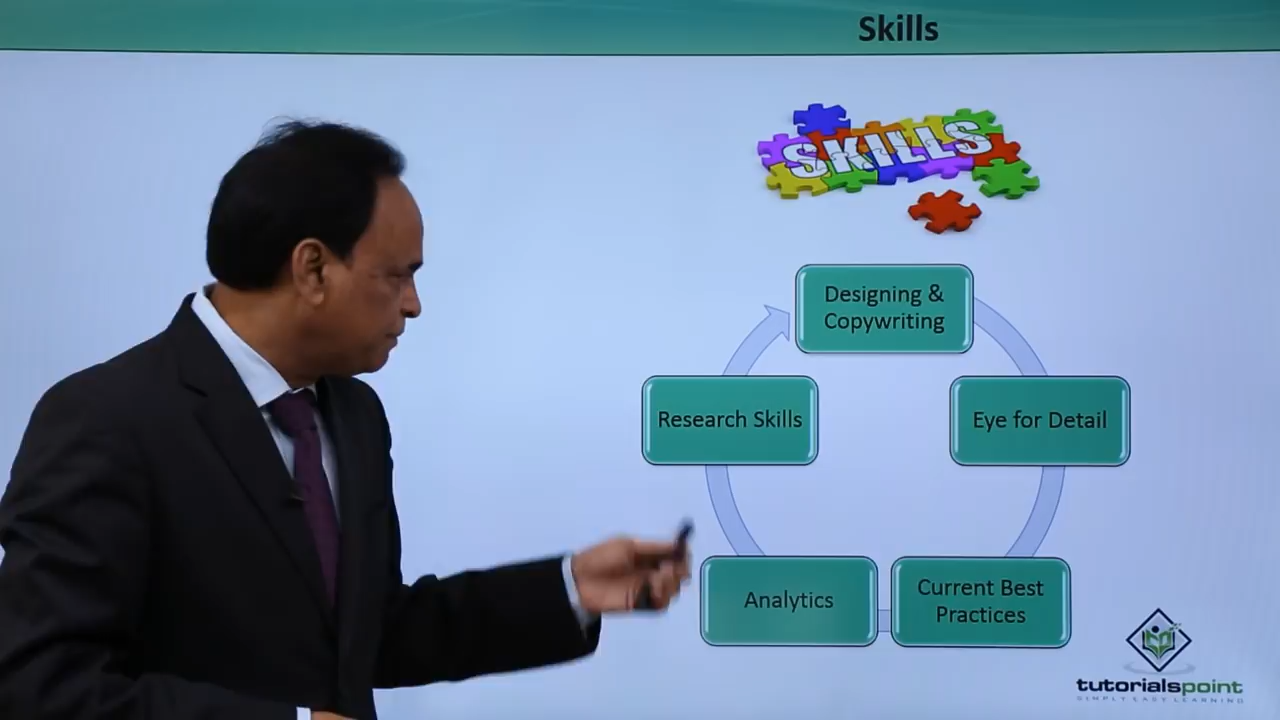 Skills
SKILLS
Designing &
Copywriting
Research Skills
Eye for Detail
Analytics
Current Best
Practices
tutorialspoint
SIMPLY EASY LEARNING